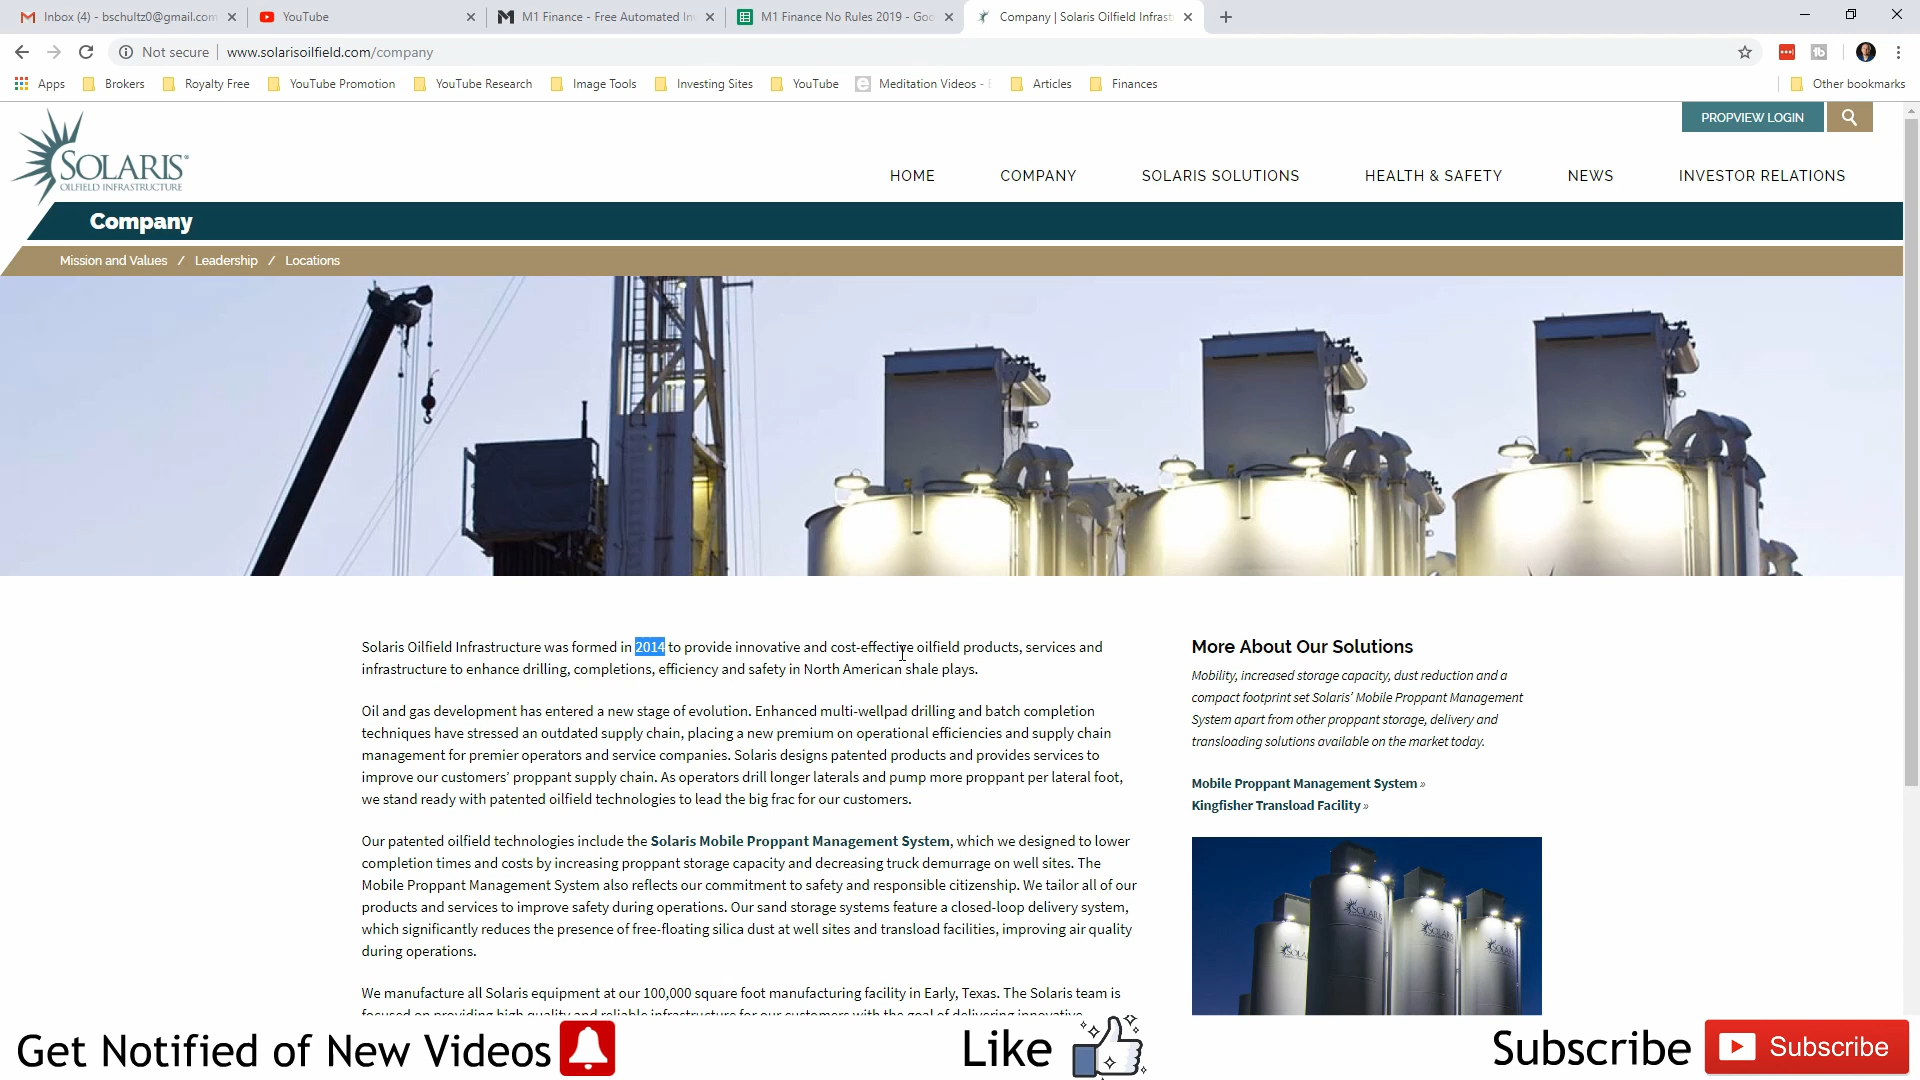 Inbox (4) - bschultz0@gmail.com
YouTube
M1 Finance - Free Automated In
M1 Finance No Rules 2019 - Goo
Company | Solaris Oilfield Infrast
Not secure
www.solarisoilfield.com/company
Apps
Brokers
Royalty Free
YouTube Promotion
YouTube Research
Image Tools
Investing Sites
YouTube
Meditation Videos -
Articles
Finances
Other bookmarks
PROPVIEW LOGIN
SOLARIS
OILFIELD INFRASTRUCTURE
HOME
COMPANY
SOLARIS SOLUTIONS
HEALTH & SAFETY
NEWS
INVESTOR RELATIONS
Company
Mission and Values / Leadership / Locations
Solaris Oilfield Infrastructure was formed in 2014 to provide innovative and cost-effective oilfield products, services and
infrastructure to enhance drilling, completions, efficiency and safety in North American shale plays.
Oil and gas development has entered a new stage of evolution. Enhanced multi-wellpad drilling and batch completion
techniques have stressed an outdated supply chain, placing a new premium on operational efficiencies and supply chain
management for premier operators and service companies. Solaris designs patented products and provides services to
improve our customers’ proppant supply chain. As operators drill longer laterals and pump more proppant per lateral foot,
we stand ready with patented oilfield technologies to lead the big frac for our customers.
Our patented oilfield technologies include the Solaris Mobile Proppant Management System, which we designed to lower
completion times and costs by increasing proppant storage capacity and decreasing truck demurrage on well sites. The
Mobile Proppant Management System also reflects our commitment to safety and responsible citizenship. We tailor all of our
products and services to improve safety during operations. Our sand storage systems feature a closed-loop delivery system,
which significantly reduces the presence of free-floating silica dust at well sites and transload facilities, improving air quality
during operations.
We manufacture all Solaris equipment at our 100,000 square foot manufacturing facility in Early, Texas. The Solaris team is
focused on providing high quality and reliable infrastructure for our customers with the goal of delivering innovative
More About Our Solutions
Mobility, increased storage capacity, dust reduction and a
compact footprint set Solaris’ Mobile Proppant Management
System apart from other proppant storage, delivery and
transloading solutions available on the market today.
Mobile Proppant Management System »
Kingfisher Transload Facility »
SOLARIS
SOLARIS
SOLARIS
Get Notified of New Videos
Like
Subscribe
Subscribe